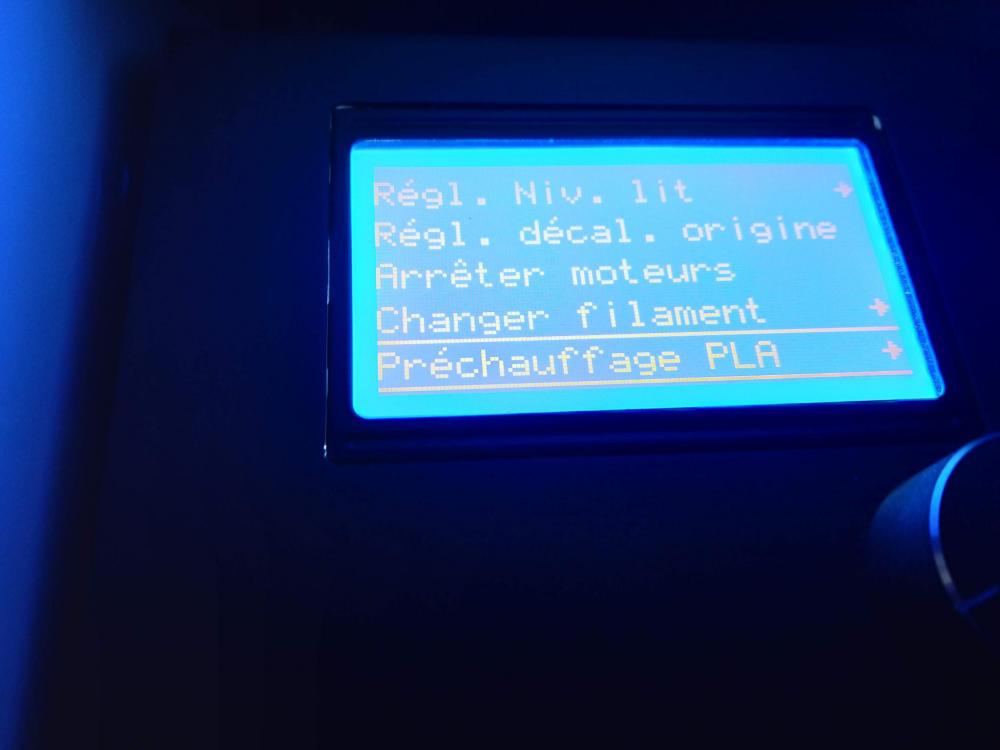 Régl. Niv. lit
Régl. décal. origine
Arrêter moteurs
Changer filament
Préchauffage PLA